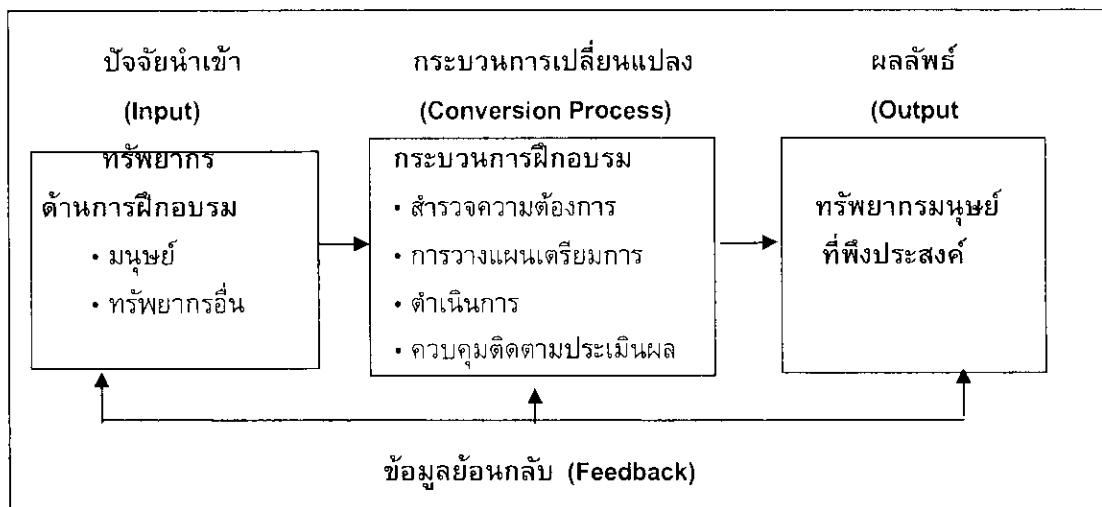 ปัจจัยนำเข้า
(Input)
ทรัพยากร
ด้านการฝึกอบรม
• มนุษย์
• ทรัพยากรอื่น
กระบวนการเปลี่ยนแปลง
(Conversion Process)
กระบวนการฝึกอบรม
• สำรวจความต้องการ
• การวางแผนเตรียมการ
• ดำเนินการ
• ควบคุมติดตามประเมินผล
ผลลัพธ์
(Output
ทรัพยากรมนุษย์
ที่พึงประสงค์
ข้อมูลย้อนกลับ (Feedback)